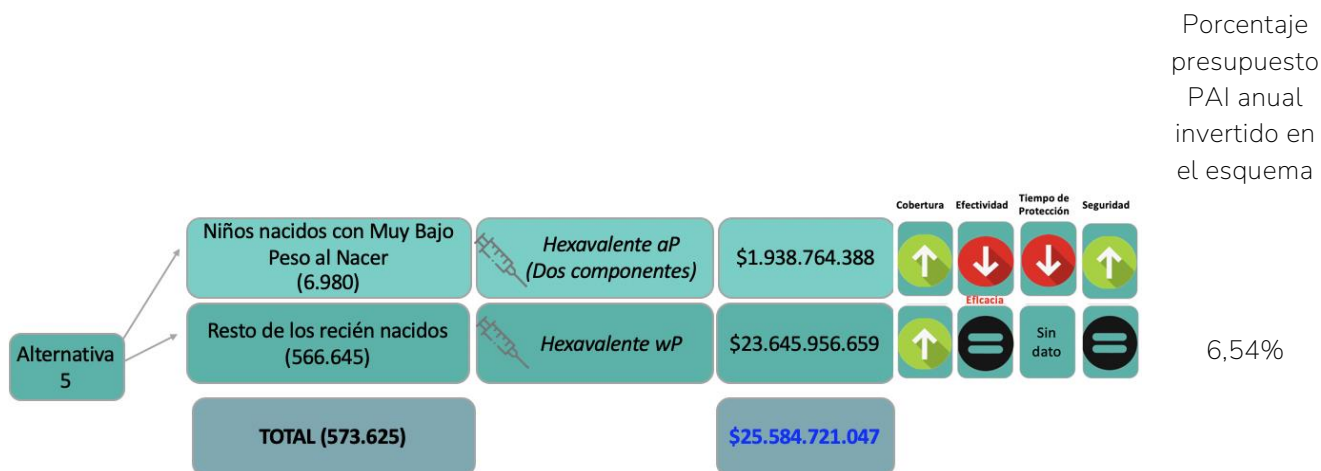 Porcentaje
presupuesto
PAI anual
invertido en
el esquema
Cobertura Efectividad Tiempo de Protección Seguridad
Niños nacidos con Muy Bajo
Peso al Nacer
(6.980)
Hexavalente aP
(Dos componentes)
$1.938.764.388
Eficacia
Alternativa
5
Resto de los recién nacidos
(566.645)
Hexavalente wP
$23.645.956.659
Sin
dato
6,54%
TOTAL (573.625)
$25.584.721.047